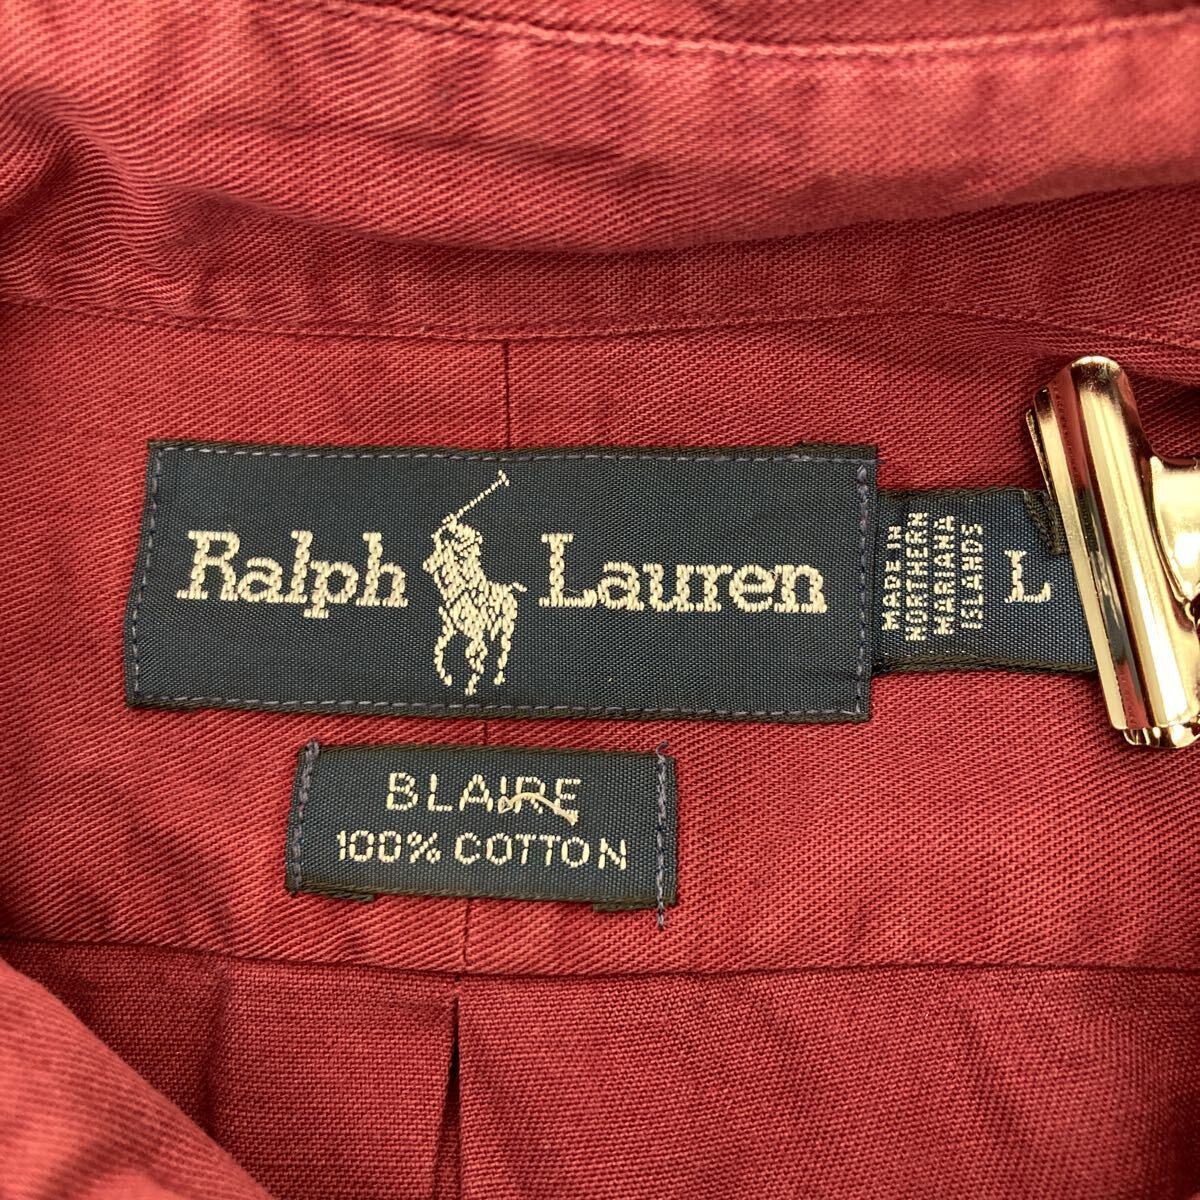 Ralph Lauren
MADE IN
NORTHERN
MARIANA
ISLANDS
L
BLAIRE
100% COTTON